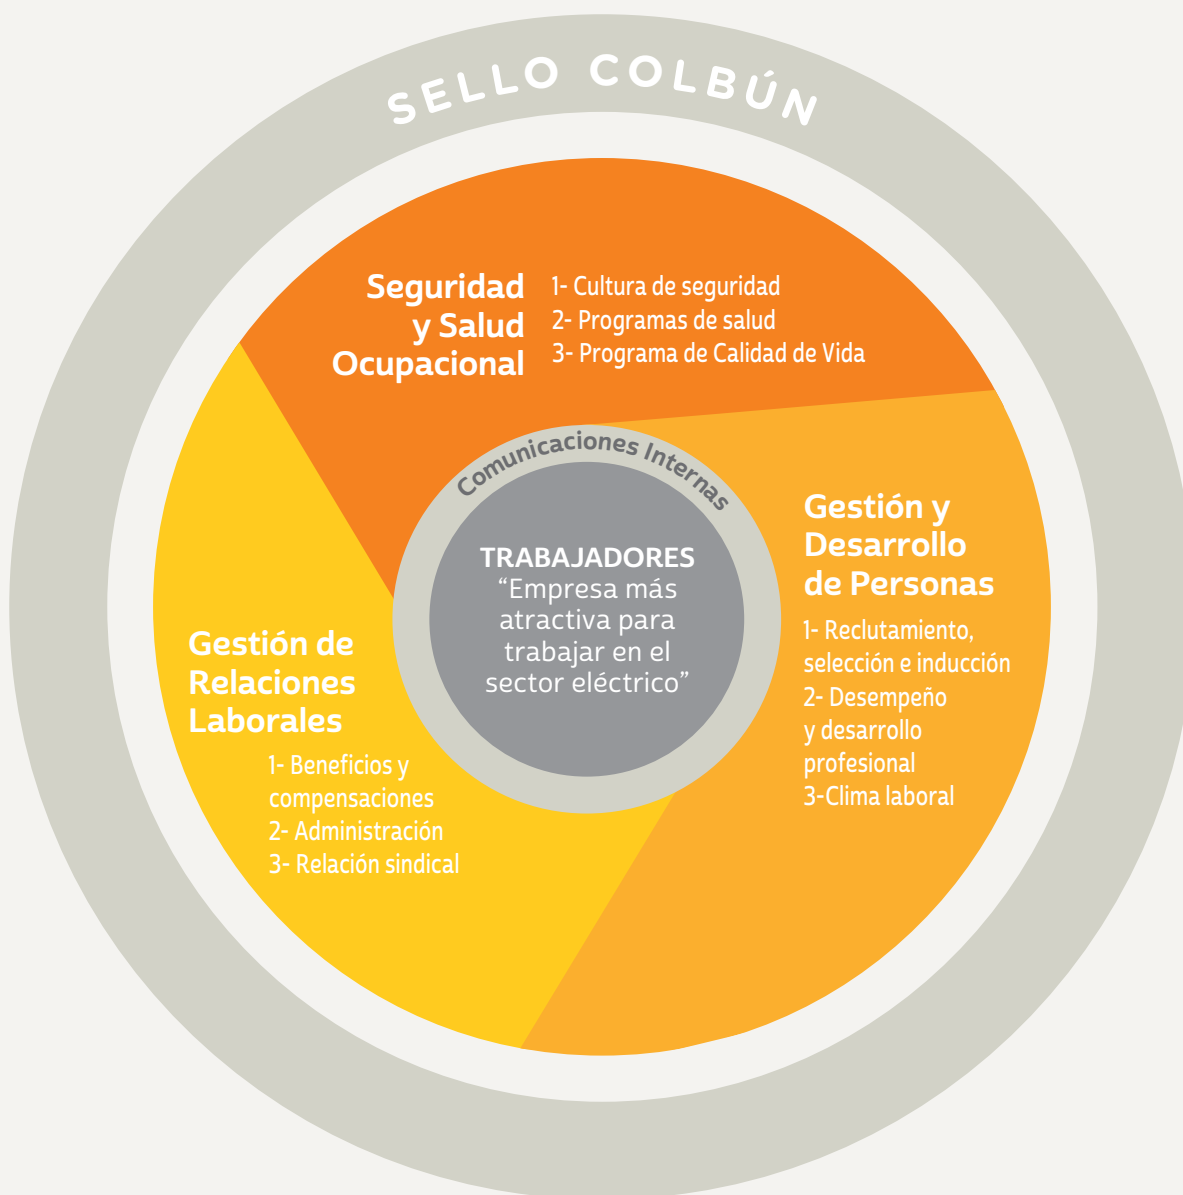 SELLO COLBÚN
Seguridad
y Salud
Ocupacional
1- Cultura de seguridad
2- Programas de salud
3- Programa de Calidad de Vida
Comunicaciones Internas
TRABAJADORES
“Empresa más
atractiva para
trabajar en el
sector eléctrico”
Gestión y
Desarrollo
de Personas
1- Reclutamiento,
selección e inducción
2- Desempeño
y desarrollo
profesional
3-Clima laboral
Gestión de
Relaciones
Laborales
1- Beneficios y
compensaciones
2- Administración
3- Relación sindical